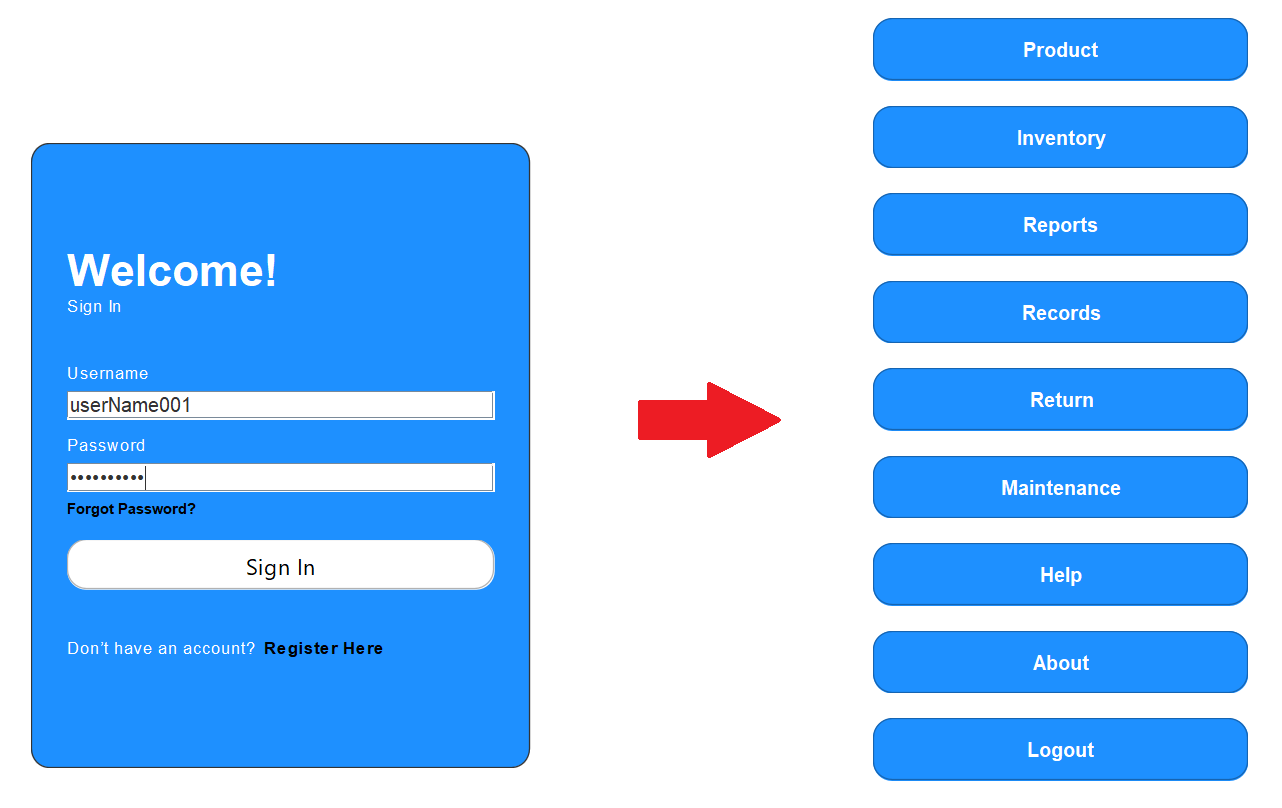 Welcome!
Sign In
Username
userName001
Password
••••••••••
Forgot Password?
Sign In
Don’t have an account? Register Here
Product
Inventory
Reports
Records
Return
Maintenance
Help
About
Logout